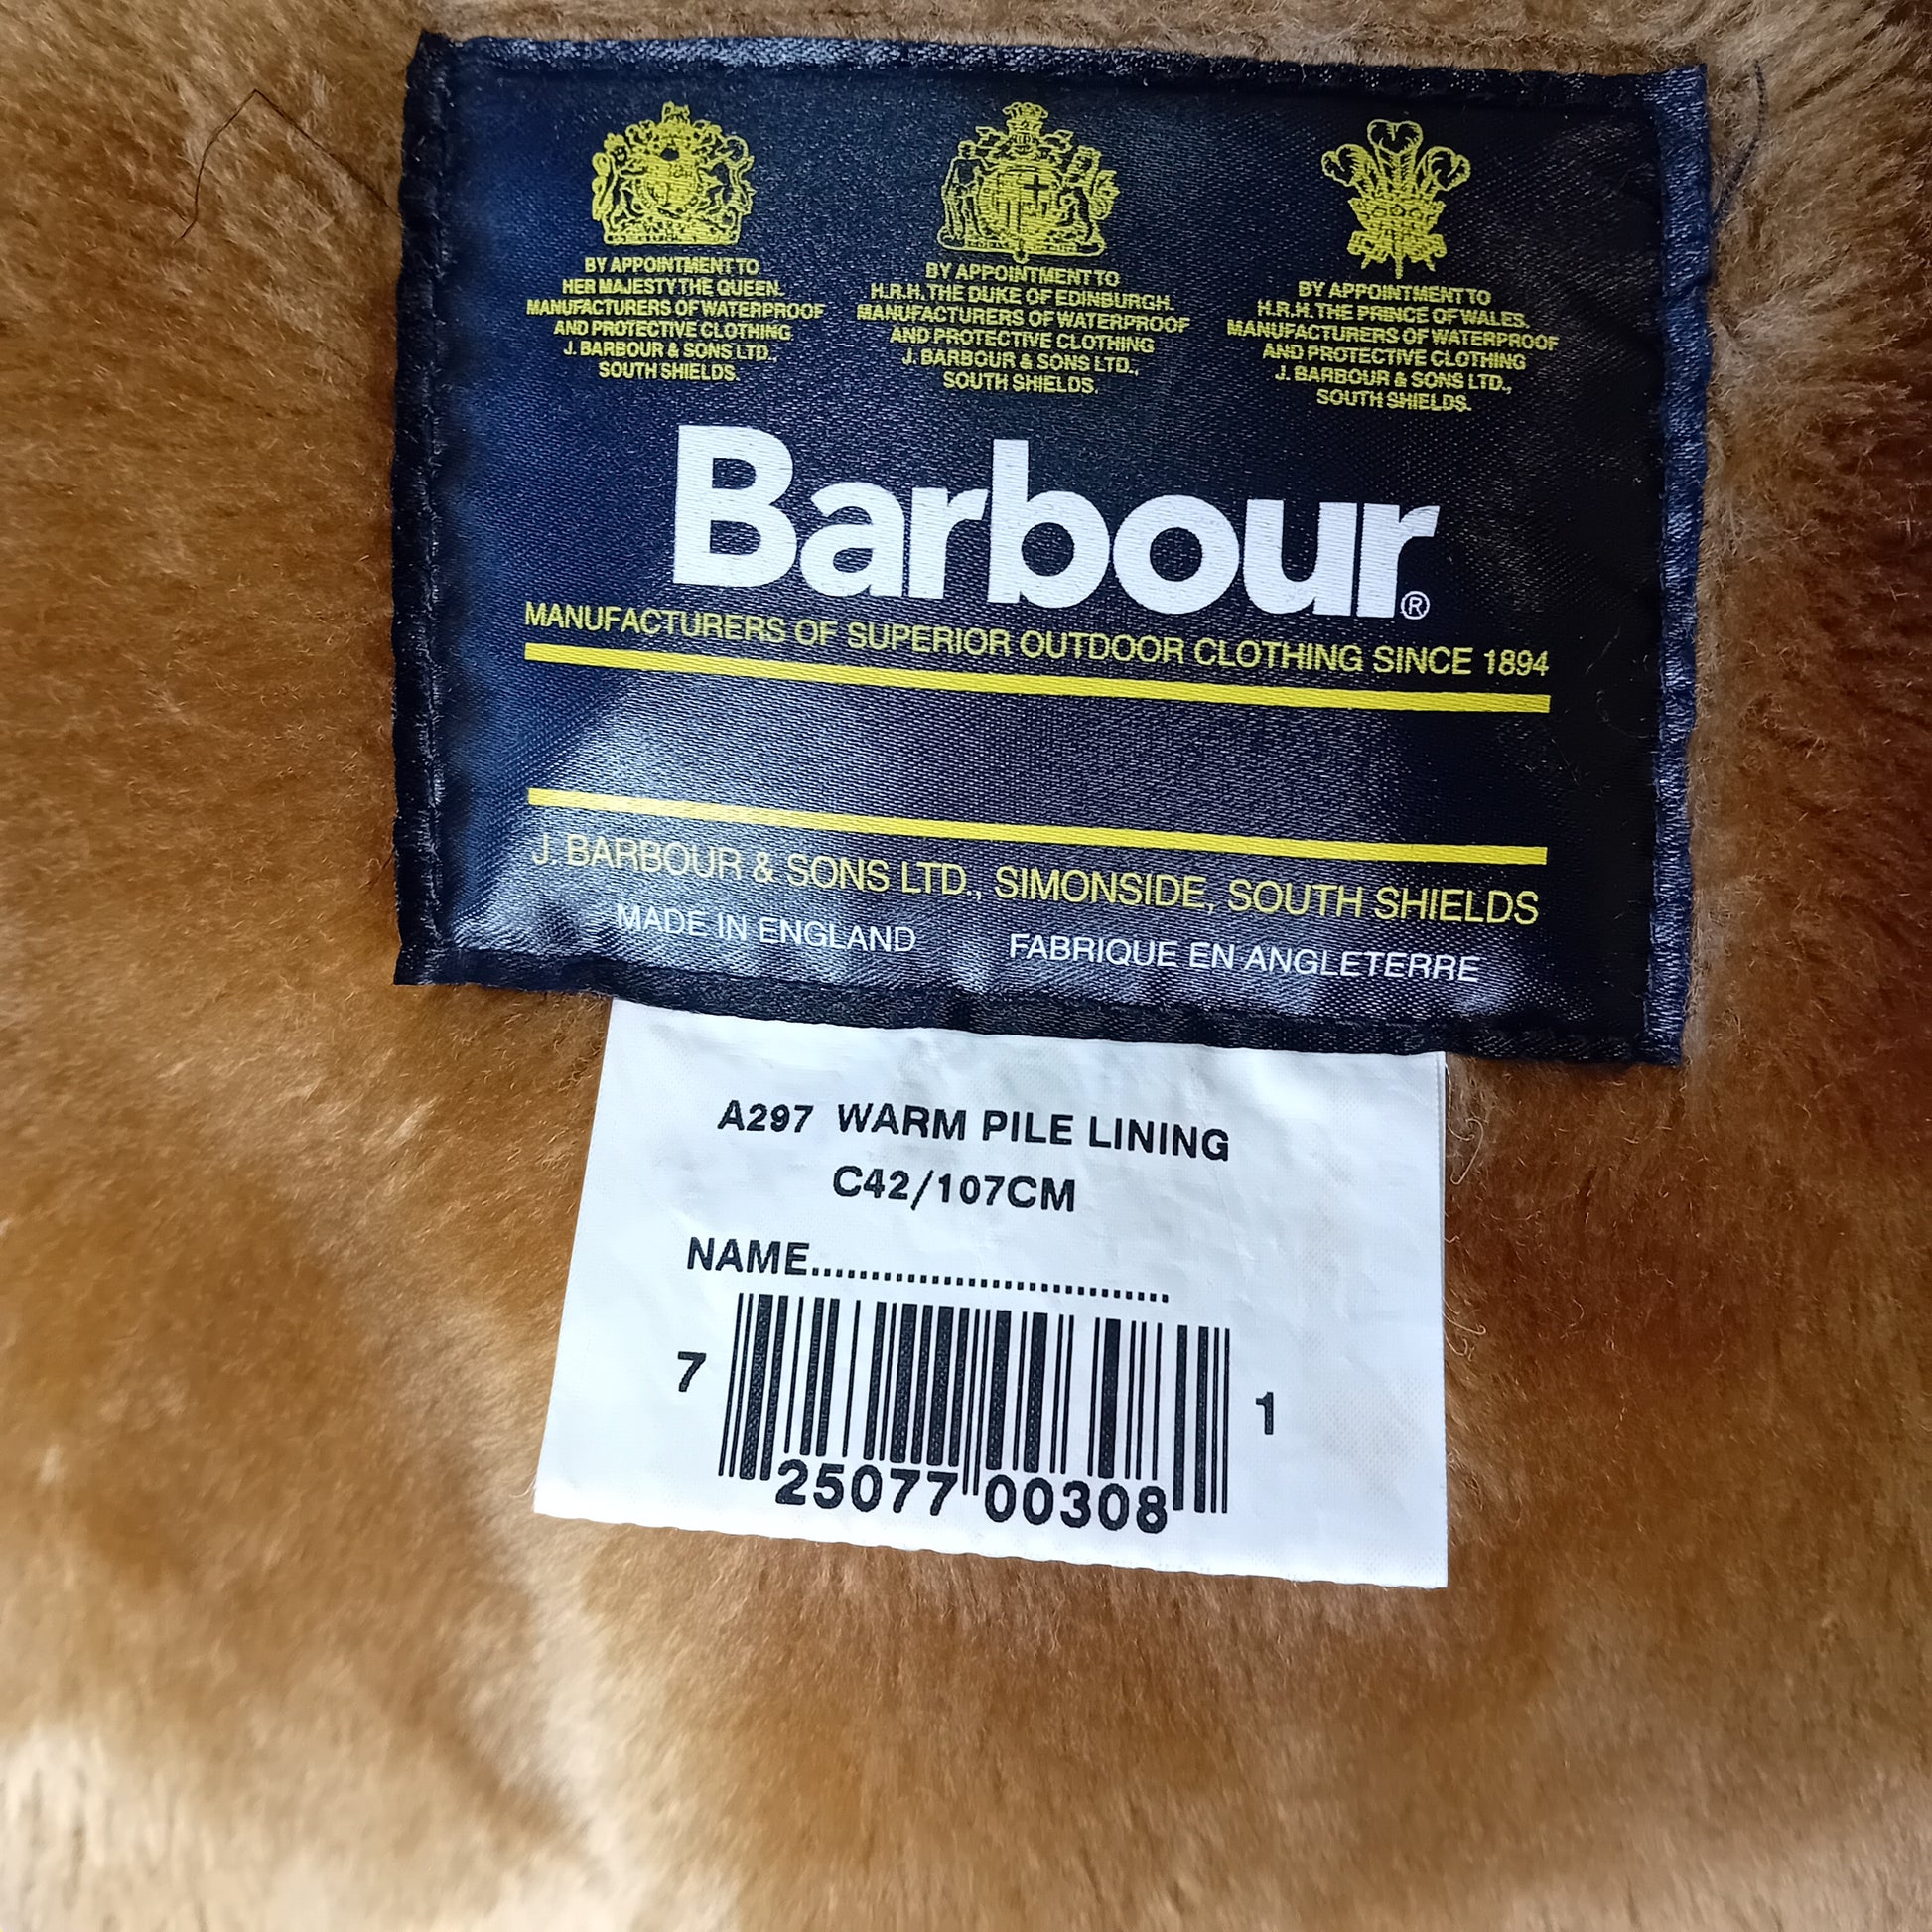 BY APPOINTMENT TO
HER MAJESTY THE QUEEN.
MANUFACTURERS OF WATERPROOF
AND PROTECTIVE CLOTHING
J. BARBOUR & SONS LTD.,
SOUTH SHIELDS.
BY APPOINTMENT TO
H.R.H. THE DUKE OF EDINBURGH.
MANUFACTURERS OF WATERPROOF
AND PROTECTIVE CLOTHING
J. BARBOUR & SONS LTD.,
SOUTH SHIELDS.
BY APPOINTMENT TO
H.R.H. THE PRINCE OF WALES.
MANUFACTURERS OF WATERPROOF
AND PROTECTIVE CLOTHING
J. BARBOUR & SONS LTD.,
SOUTH SHIELDS.
Barbour®
MANUFACTURERS OF SUPERIOR OUTDOOR CLOTHING SINCE 1894
J. BARBOUR & SONS LTD., SIMONSIDE, SOUTH SHIELDS
MADE IN ENGLAND FABRIQUE EN ANGLETERRE
A297 WARM PILE LINING
C42/107CM
NAME..............................
7 25077 00308 1